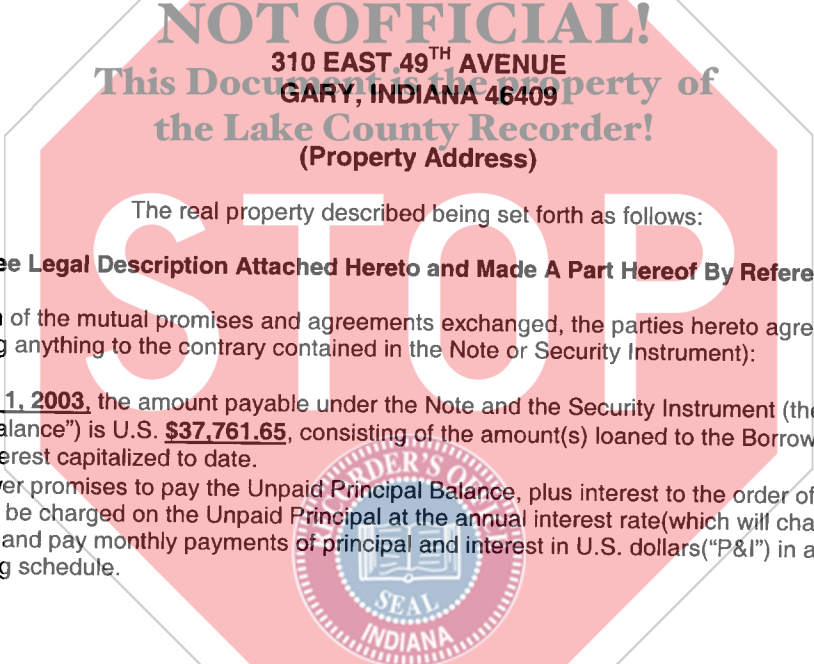 NOT OFFICIAL!
310 EAST 49TH AVENUE
This Document is the property of
GARY, INDIANA 46409
the Lake County Recorder!
(Property Address)
STOP
The real property described being set forth as follows:
ee Legal Description Attached Hereto and Made A Part Hereof By Refere
of the mutual promises and agreements exchanged, the parties hereto agre
g anything to the contrary contained in the Note or Security Instrument):
1, 2003, the amount payable under the Note and the Security Instrument (the
alance") is U.S. $37,761.65, consisting of the amount(s) loaned to the Borrow
erest capitalized to date.
er promises to pay the Unpaid Principal Balance, plus interest to the order of
be charged on the Unpaid Principal at the annual interest rate(which will cha
and pay monthly payments of principal and interest in U.S. dollars("P&I") in a
g schedule.
RECORDER'S OFFICE
SEAL
INDIANA